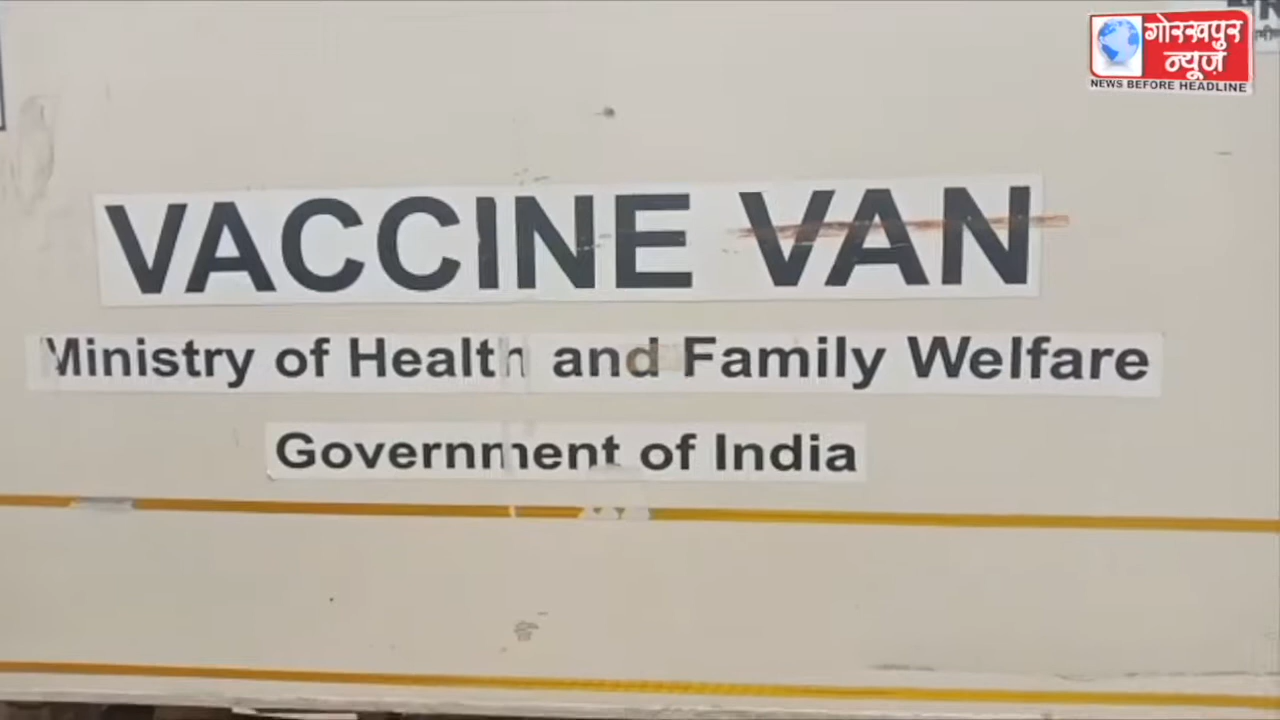 गोरखपुर
न्यूज़
NEWS BEFORE HEADLINE
VACCINE VAN
Ministry of Health and Family Welfare
Government of India